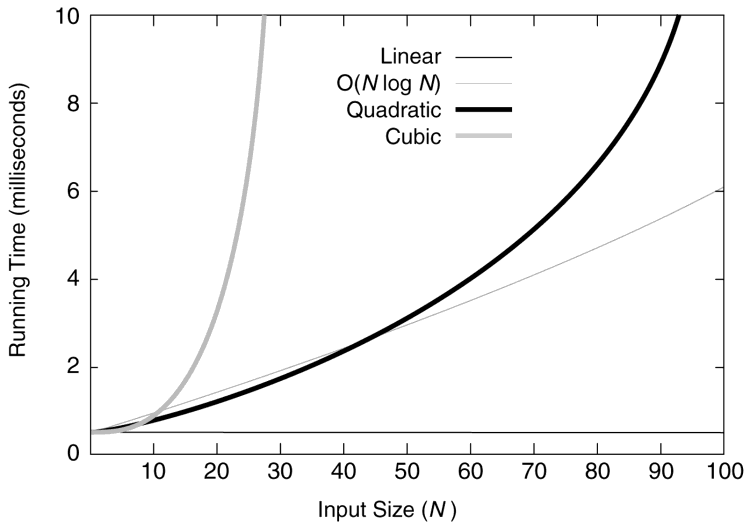 10
8
6
4
2
0
Running Time (milliseconds)
Linear
O(N log N)
Quadratic
Cubic
10 20 30 40 50 60 70 80 90 100
Input Size (N)